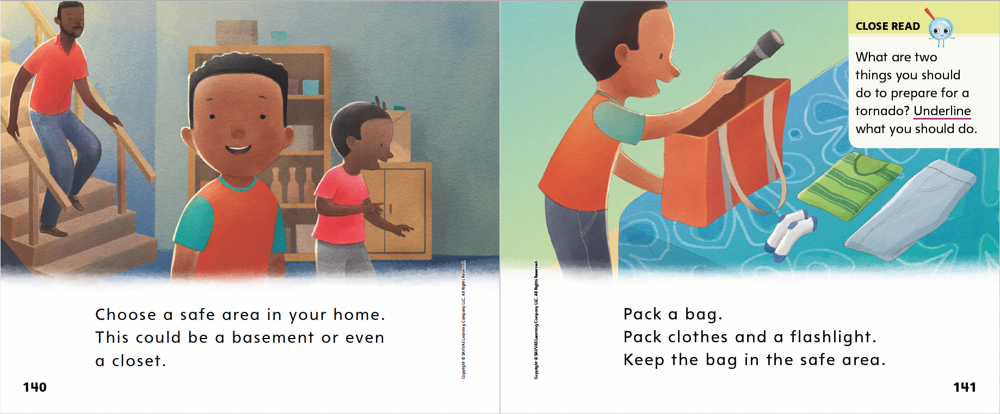 Choose a safe area in your home.
This could be a basement or even
a closet.
140
Copyright © SAVVAS Learning Company LLC. All Rights Reserved.
CLOSE READ
What are two
things you should
do to prepare for a
tornado? Underline
what you should do.
Copyright © SAVVAS Learning Company LLC. All Rights Reserved.
Pack a bag.
Pack clothes and a flashlight.
Keep the bag in the safe area.
141